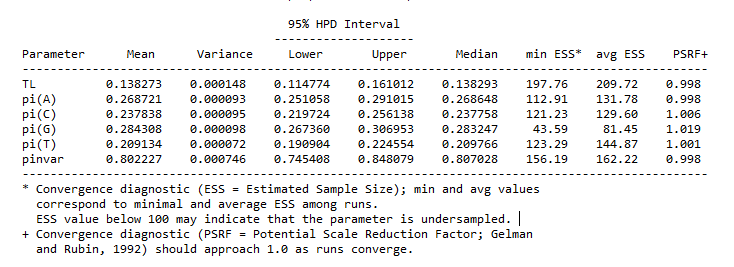 95% HPD Interval
--------------------
Parameter Mean Variance Lower Upper Median min ESS* avg ESS PSRF+
--------------------------------------------------------------------------------------------------
TL 0.138273 0.000148 0.114774 0.161012 0.138293 197.76 209.72 0.998
pi(A) 0.268721 0.000093 0.251058 0.291015 0.268648 112.91 131.78 0.998
pi(C) 0.237838 0.000095 0.219724 0.256138 0.237758 121.23 129.60 1.006
pi(G) 0.284308 0.000098 0.267360 0.306953 0.283247 43.59 81.45 1.019
pi(T) 0.209134 0.000072 0.190904 0.224554 0.209766 123.29 144.87 1.001
pinvar 0.802227 0.000746 0.745408 0.848079 0.807028 156.19 162.22 0.998
--------------------------------------------------------------------------------------------------
* Convergence diagnostic (ESS = Estimated Sample Size); min and avg values
correspond to minimal and average ESS among runs.
ESS value below 100 may indicate that the parameter is undersampled.
+ Convergence diagnostic (PSRF = Potential Scale Reduction Factor; Gelman
and Rubin, 1992) should approach 1.0 as runs converge.